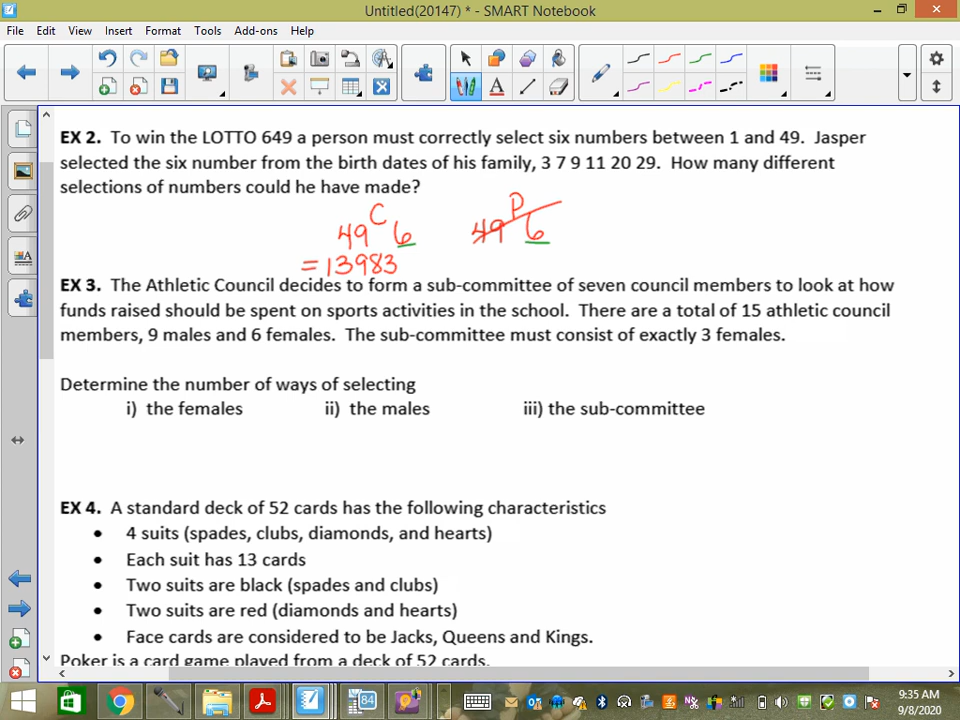 Untitled(20147) * - SMART Notebook
File Edit View Insert Format Tools Add-ons Help
EX 2. To win the LOTTO 649 a person must correctly select six numbers between 1 and 49. Jasper
selected the six number from the birth dates of his family, 3 7 9 11 20 29. How many different
selections of numbers could he have made?
49 C 6 49 P 6
= 13983
EX 3. The Athletic Council decides to form a sub-committee of seven council members to look at how
funds raised should be spent on sports activities in the school. There are a total of 15 athletic council
members, 9 males and 6 females. The sub-committee must consist of exactly 3 females.
Determine the number of ways of selecting
i) the females ii) the males iii) the sub-committee
EX 4. A standard deck of 52 cards has the following characteristics
• 4 suits (spades, clubs, diamonds, and hearts)
• Each suit has 13 cards
• Two suits are black (spades and clubs)
• Two suits are red (diamonds and hearts)
• Face cards are considered to be Jacks, Queens and Kings.
Poker is a card game played from a deck of 52 cards.
84
9:35 AM
9/8/2020